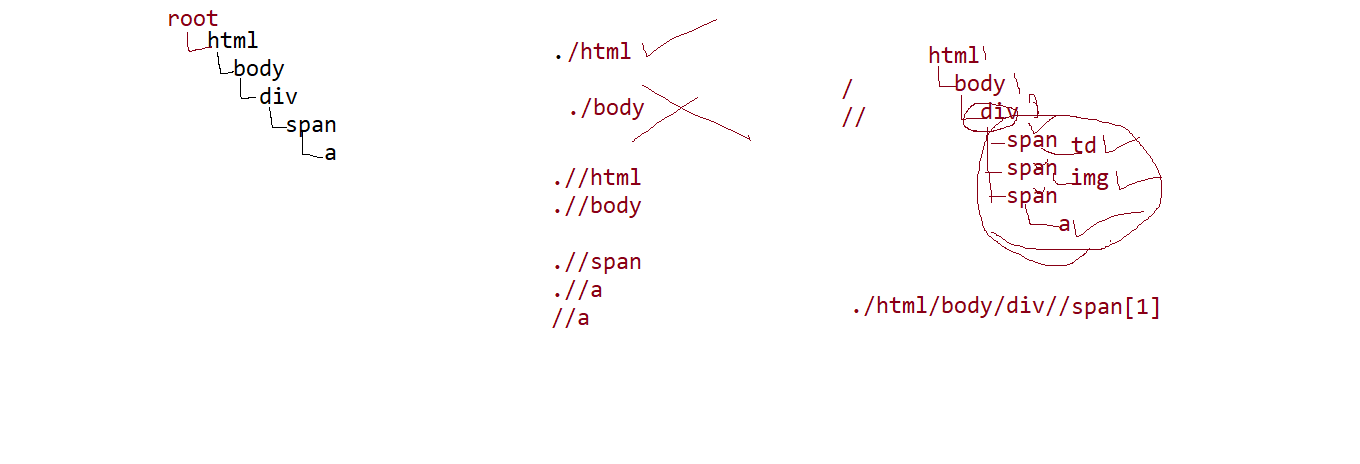 root
html
body
div
span
a
./html
./body
.//html
.//body
.//span
.//a
//a
/
//
html
body
div
span td
span img
span
a
./html/body/div//span[1]